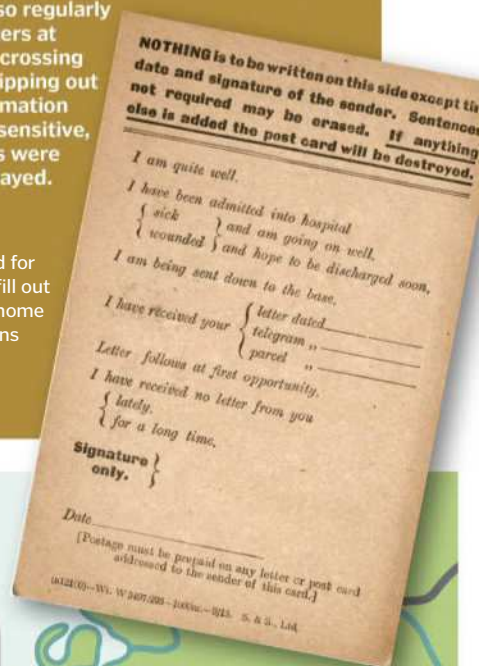 so regularly
ers at
crossing
ipping out
mation
sensitive,
s were
ayed.
d for
fill out
home
ns
NOTHING is to be written on this side except the
date and signature of the sender. Sentences
not required may be erased. If anything
else is added the post card will be destroyed.
I am quite well.
I have been admitted into hospital
{ sick } and am going on well.
{ wounded } and hope to be discharged soon.
I am being sent down to the base.
I have received your { letter dated
telegram „
parcel „
Letter follows at first opportunity.
I have received no letter from you
{ lately.
{ for a long time.
Signature
only. }
Date
[Postage must be prepaid on any letter or post card
addressed to the sender of this card.]
Wt. W3497/293 S. & S., Ltd.